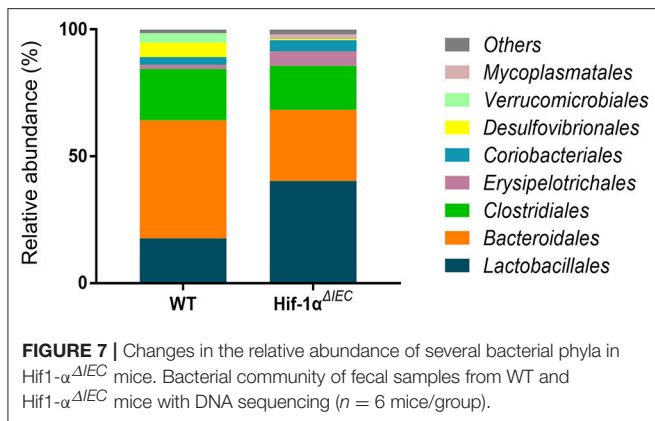 Relative abundance (%)
100
50
0
WT
Hif-1α^ΔIEC
Others
Mycoplasmatales
Verrucomicrobiales
Desulfovibrionales
Coriobacteriales
Erysipelotrichales
Clostridiales
Bacteroidales
Lactobacillales
FIGURE 7 | Changes in the relative abundance of several bacterial phyla in
Hif1-α^ΔIEC mice. Bacterial community of fecal samples from WT and
Hif1-α^ΔIEC mice with DNA sequencing (n = 6 mice/group).